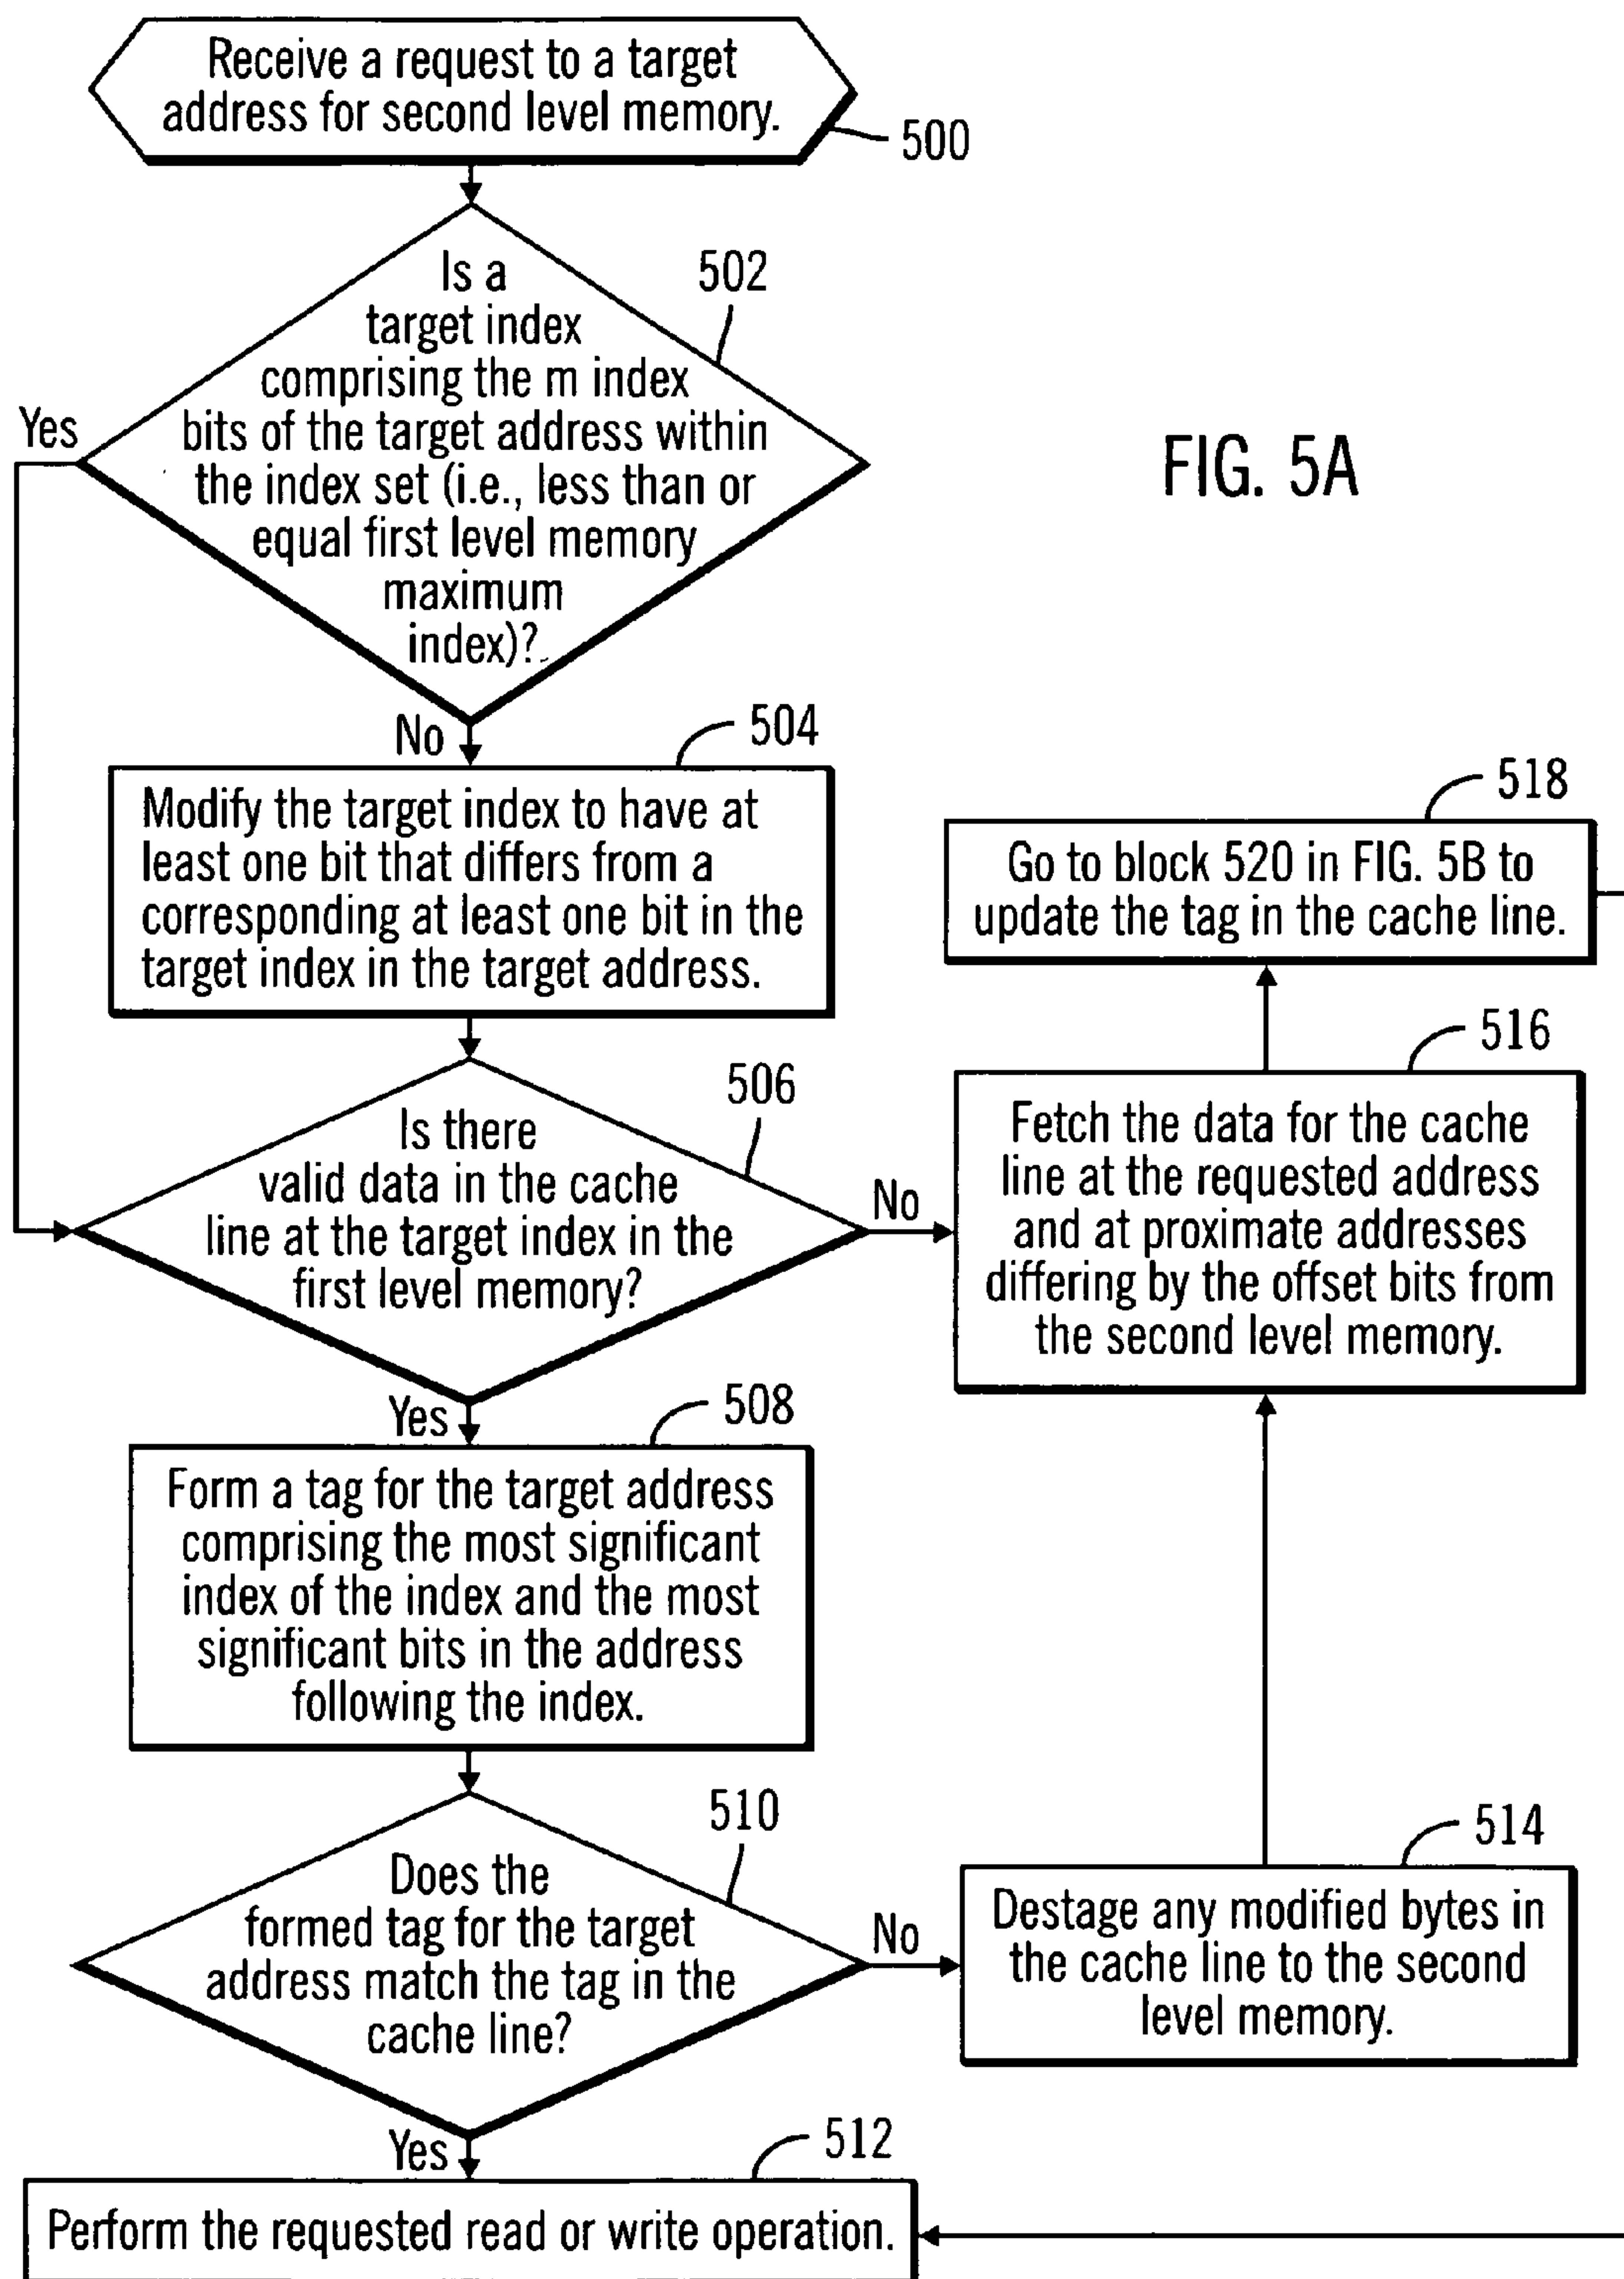 Receive a request to a target
address for second level memory.
500
Is a
target index
comprising the m index
bits of the target address within
the index set (i.e., less than or
equal first level memory
maximum
index)?
502
Yes
No
FIG. 5A
504
Modify the target index to have at
least one bit that differs from a
corresponding at least one bit in the
target index in the target address.
506
Is there
valid data in the cache
line at the target index in the
first level memory?
No
Yes
508
Form a tag for the target address
comprising the most significant
index of the index and the most
significant bits in the address
following the index.
510
Does the
formed tag for the target
address match the tag in the
cache line?
No
Yes
512
Perform the requested read or write operation.
518
Go to block 520 in FIG. 5B to
update the tag in the cache line.
516
Fetch the data for the cache
line at the requested address
and at proximate addresses
differing by the offset bits from
the second level memory.
514
Destage any modified bytes in
the cache line to the second
level memory.